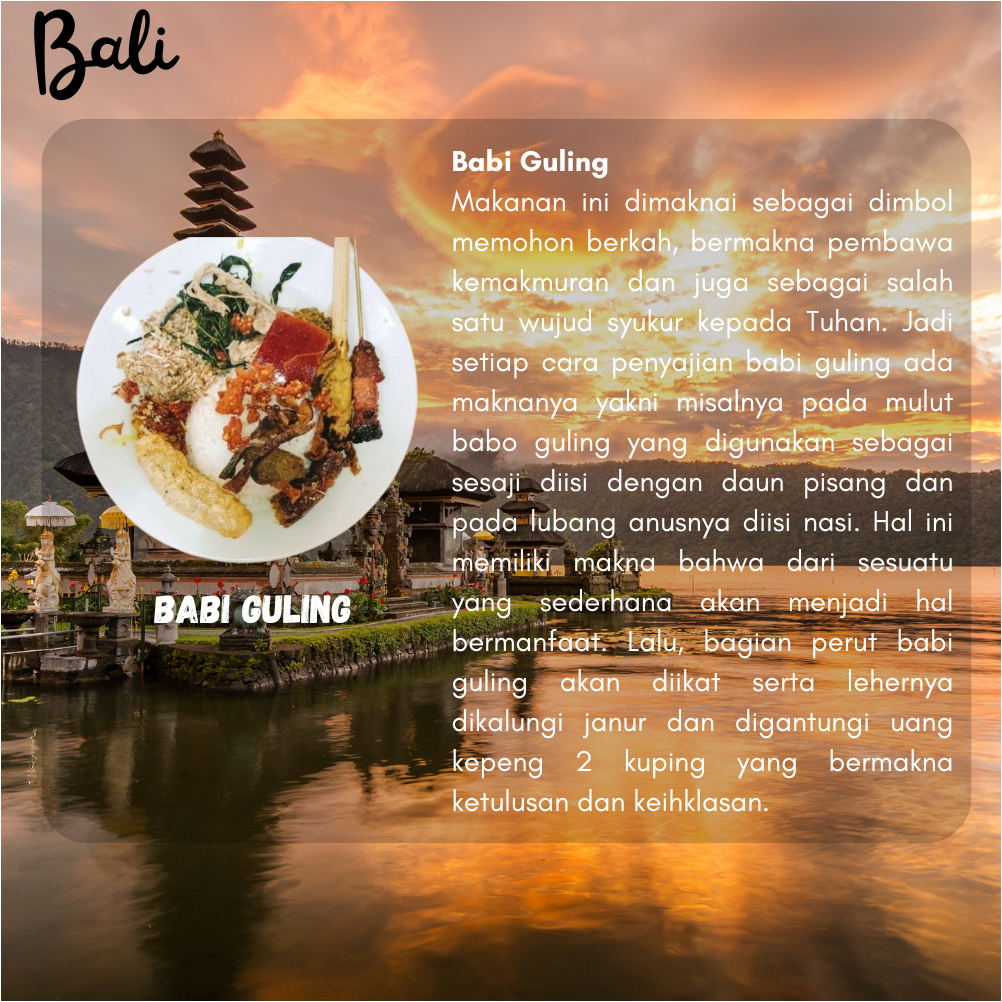 Bali
Babi Guling
Makanan ini dimaknai sebagai dimbol
memohon berkah, bermakna pembawa
kemakmuran dan juga sebagai salah
satu wujud syukur kepada Tuhan. Jadi
setiap cara penyajian babi guling ada
maknanya yakni misalnya pada mulut
babo guling yang digunakan sebagai
sesaji diisi dengan daun pisang dan
pada lubang anusnya diisi nasi. Hal ini
memiliki makna bahwa dari sesuatu
yang sederhana akan menjadi hal
bermanfaat. Lalu, bagian perut babi
guling akan diikat serta lehernya
dikalungi janur dan digantungi uang
kepeng 2 kuping yang bermakna
ketulusan dan keihklasan.
BABI GULING